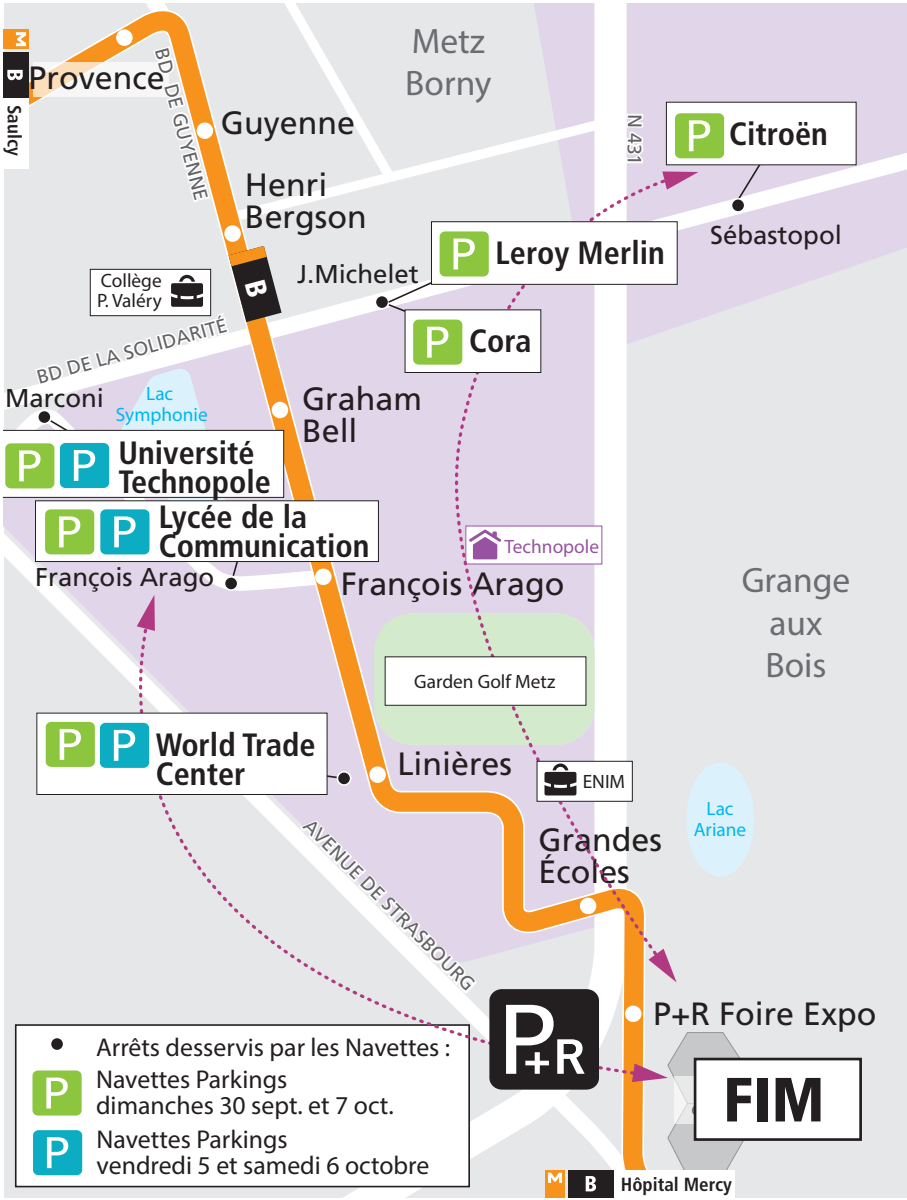 Metz
Borny
M
B
Saulcy
Provence
BD DE GUYENNE
Guyenne
N 431
P Citroën
Henri
Bergson
Sébastopol
P Leroy Merlin
B
J.Michelet
Collège
P. Valéry
P Cora
BD DE LA SOLIDARITÉ
Marconi
Lac
Symphonie
Graham
Bell
P P Université
Technopole
P P Lycée de la
Communication
Technopole
François Arago
François Arago
Grange
aux
Bois
Garden Golf Metz
P P World Trade
Center
Linières
ENIM
Lac
Ariane
AVENUE DE STRASBOURG
Grandes
Écoles
P+R
P+R Foire Expo
FIM
Arrêts desservis par les Navettes :
P Navettes Parkings
dimanches 30 sept. et 7 oct.
P Navettes Parkings
vendredi 5 et samedi 6 octobre
M B Hôpital Mercy